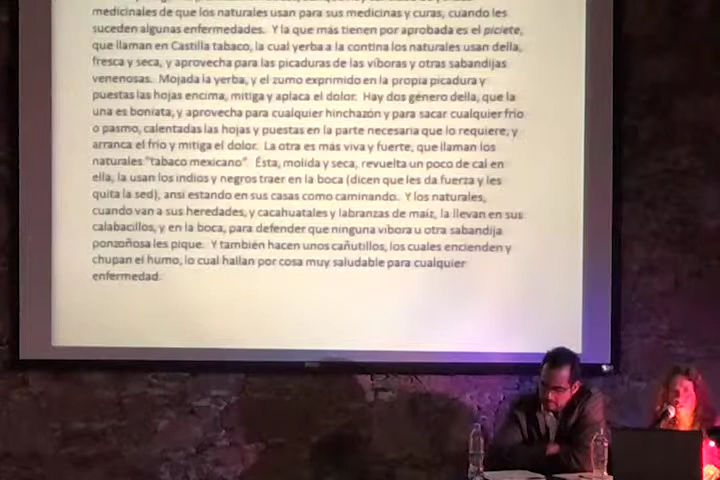 medicinales de que los naturales usan para sus medicinas y curas, cuando les
suceden algunas enfermedades. Y la que más tienen por aprobada es el piciete,
que llaman en Castilla tabaco, la cual yerba a la contina los naturales usan della,
fresca y seca, y aprovecha para las picaduras de las víboras y otras sabandijas
venenosas. Mojada la yerba, y el zumo exprimido en la propia picadura y
puestas las hojas encima, mitiga y aplaca el dolor. Hay dos género della, que la
una es boniata, y aprovecha para cualquier hinchazón y para sacar cualquier frío
o pasmo, calentadas las hojas y puestas en la parte necesaria que lo requiere, y
arranca el frío y mitiga el dolor. La otra es más viva y fuerte, que llaman los
naturales "tabaco mexicano". Ésta, molida y seca, revuelta un poco de cal en
ella, la usan los indios y negros traer en la boca (dicen que les da fuerza y les
quita la sed), ansi estando en sus casas como caminando. Y los naturales,
cuando van a sus heredades, y cacahuatales y labranzas de maíz, la llevan en sus
calabacillos, y en la boca, para defender que ninguna víbora u otra sabandija
ponzoñosa les pique. Y también hacen unos cañutillos, los cuales encienden y
chupan el humo, lo cual hallan por cosa muy saludable para cualquier
enfermedad.